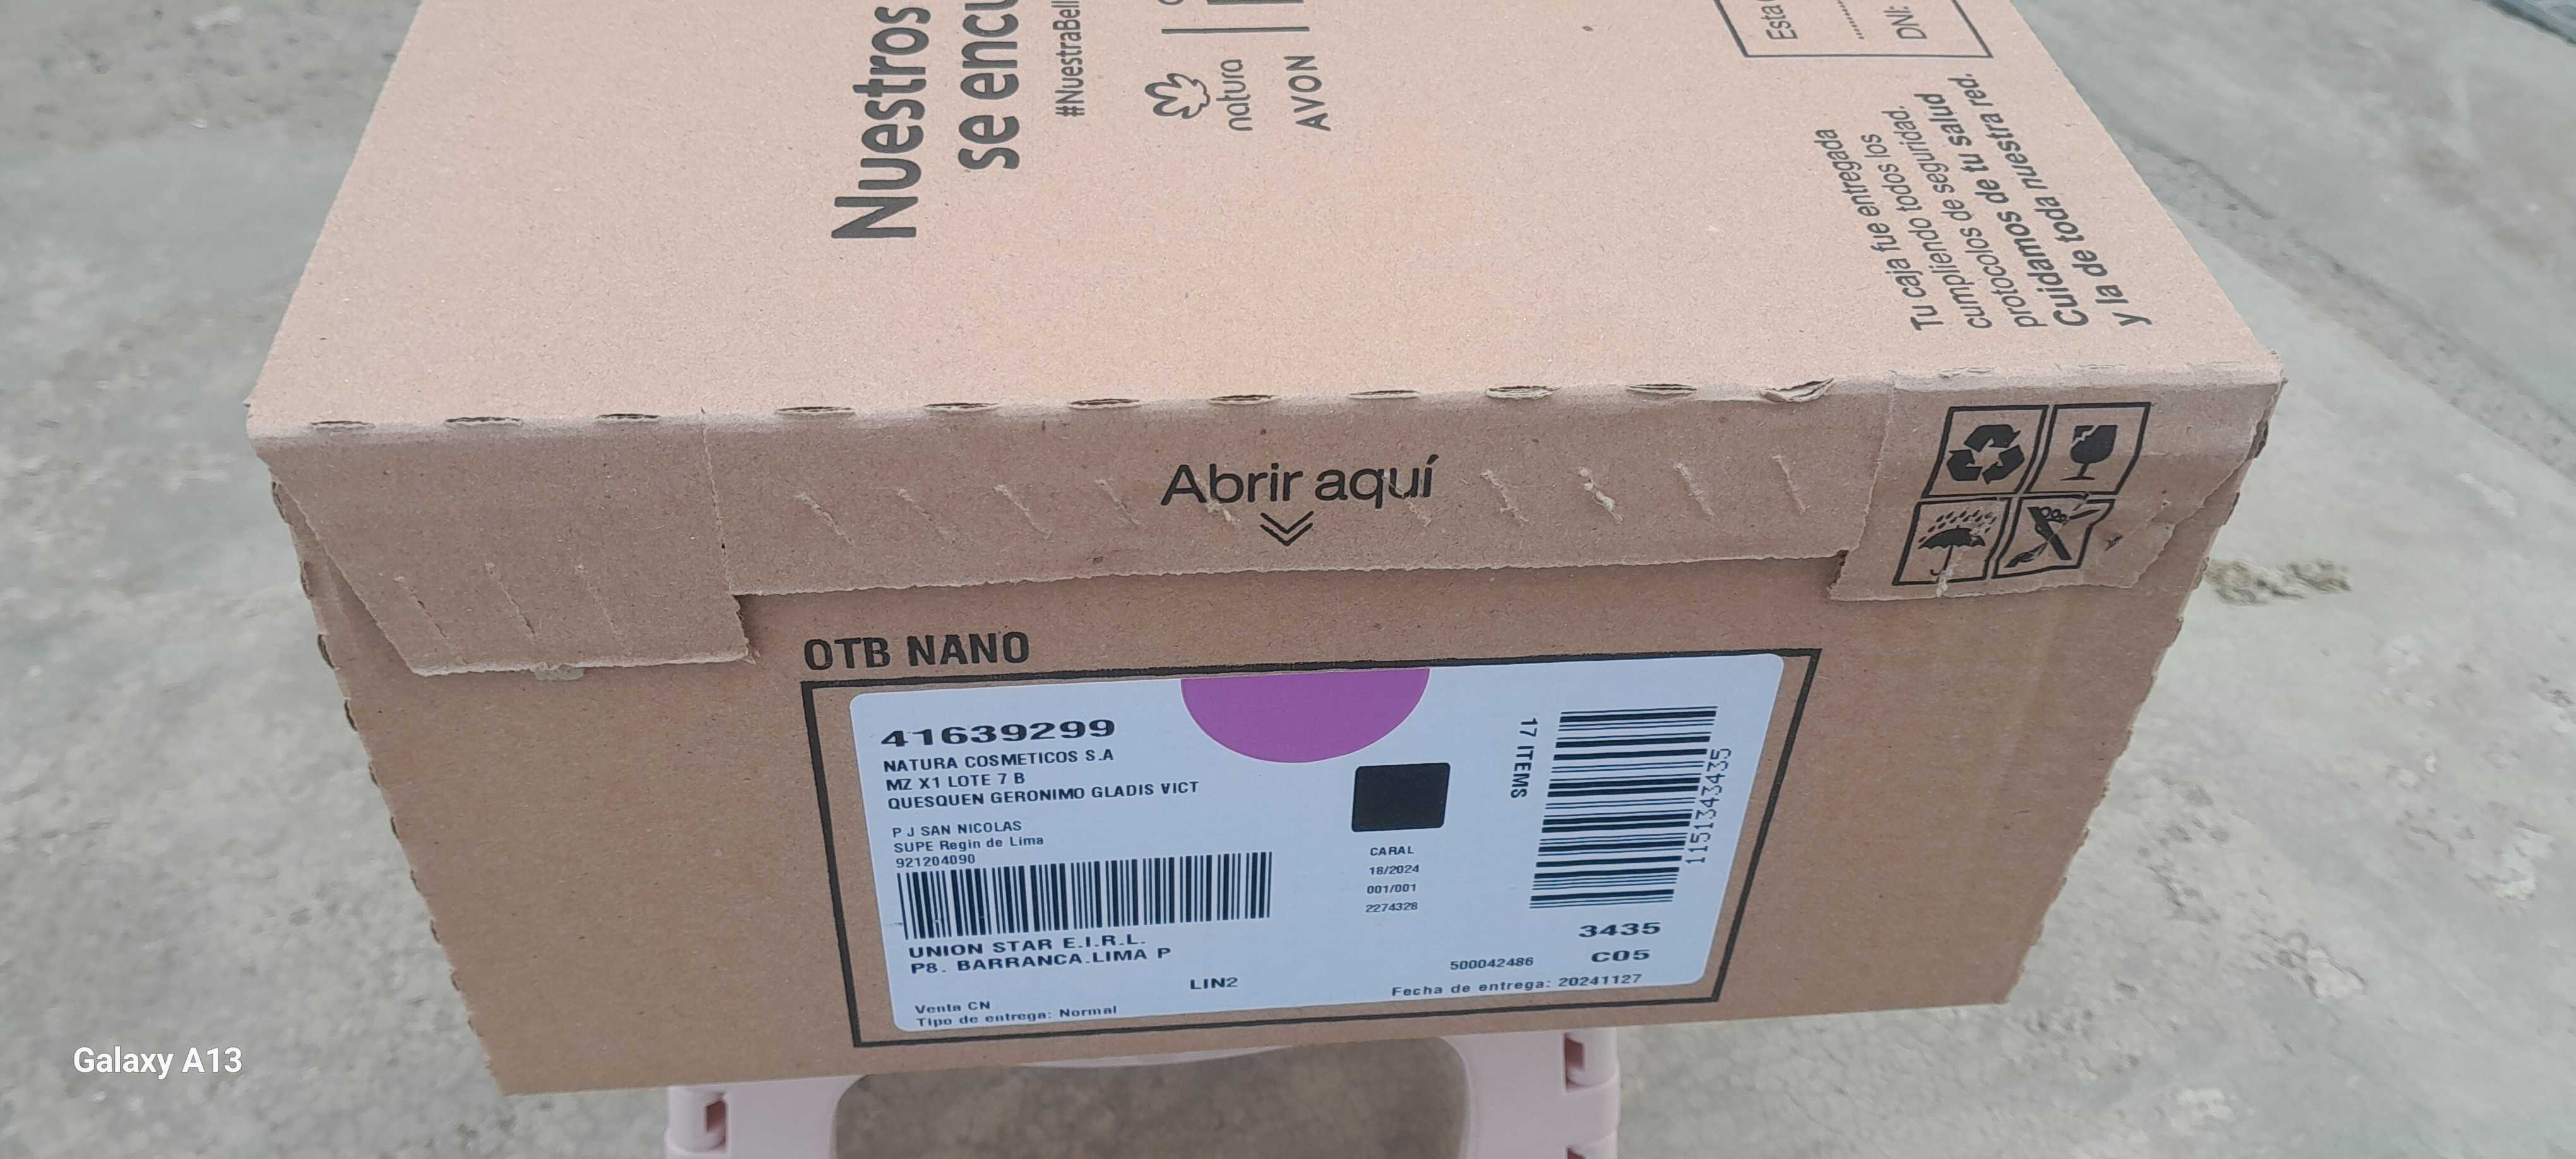 Nuestros
se encu
#NuestraBell
natura
AVON
Esta
DNI:
Tu caja fue entregada
cumpliendo todos los
protocolos de seguridad.
Cuidamos de tu salud
y la de toda nuestra red.
Abrir aquí
OTB NANO
41639299
NATURA COSMETICOS S.A
MZ X1 LOTE 7 B
QUESQUEN GERONIMO GLADIS VICT
P J SAN NICOLAS
SUPE Regin de Lima
921204090
UNION STAR E.I.R.L.
P8. BARRANCA.LIMA P
LIN2
Venta CN
Tipo de entrega: Normal
CARAL
18/2024
001/001
2274328
17 ITEMS
11513343435
3435
C05
500042486
Fecha de entrega: 20241127
Galaxy A13